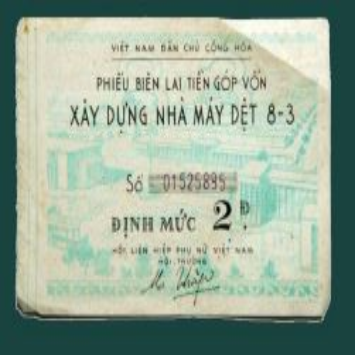 VIỆT NAM DÂN CHỦ CỘNG HÒA
PHIẾU BIÊN LAI TIỀN GÓP VỐN
XÂY DỰNG NHÀ MÁY DỆT 8-3
Số 01525895
ĐỊNH MỨC 2Đ
HỘI LIÊN HIỆP PHỤ NỮ VIỆT NAM
HỘI TRƯỞNG